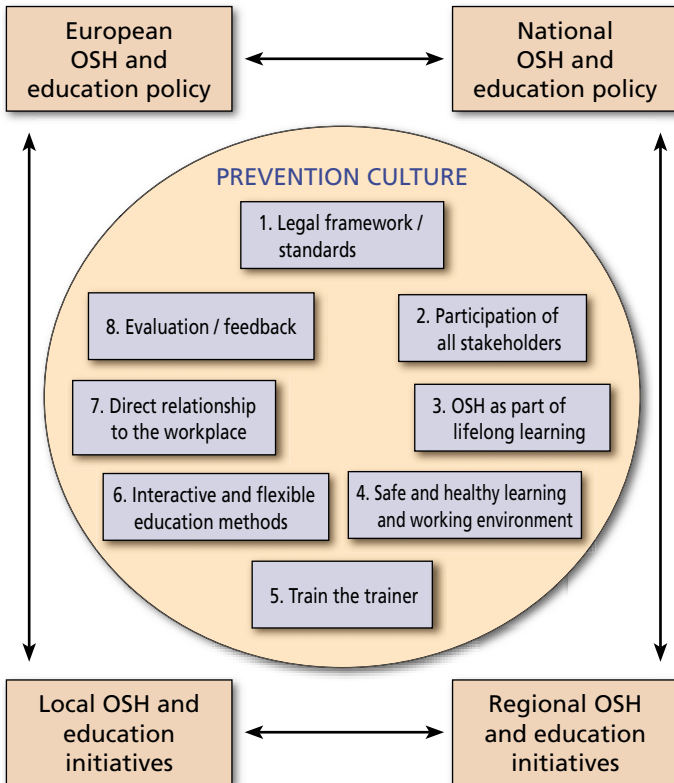 European
OSH and
education policy
National
OSH and
education policy
PREVENTION CULTURE
1. Legal framework /
standards
8. Evaluation / feedback
2. Participation of
all stakeholders
7. Direct relationship
to the workplace
3. OSH as part of
lifelong learning
6. Interactive and flexible
education methods
4. Safe and healthy learning
and working environment
5. Train the trainer
Local OSH and
education
initiatives
Regional OSH
and education
initiatives